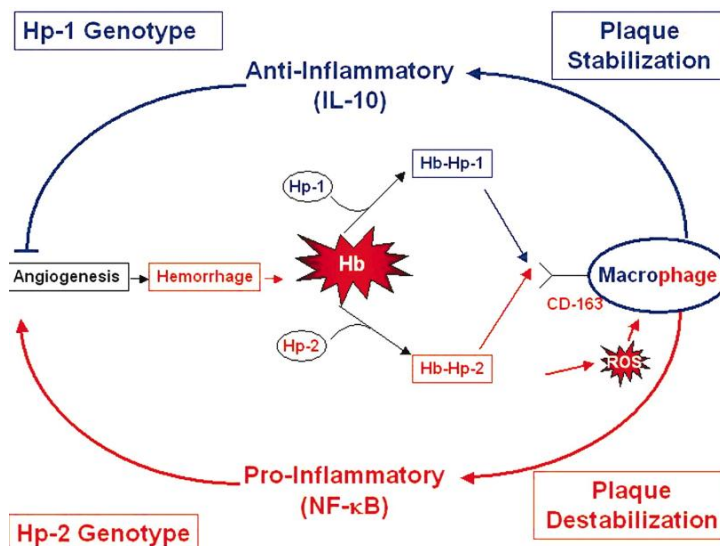 Hp-1 Genotype
Plaque
Stabilization
Anti-Inflammatory
(IL-10)
Hp-1
Hb-Hp-1
Angiogenesis
Hemorrhage
Hb
Macrophage
CD-163
Hp-2
Hb-Hp-2
ROS
Pro-Inflammatory
(NF-κB)
Hp-2 Genotype
Plaque
Destabilization